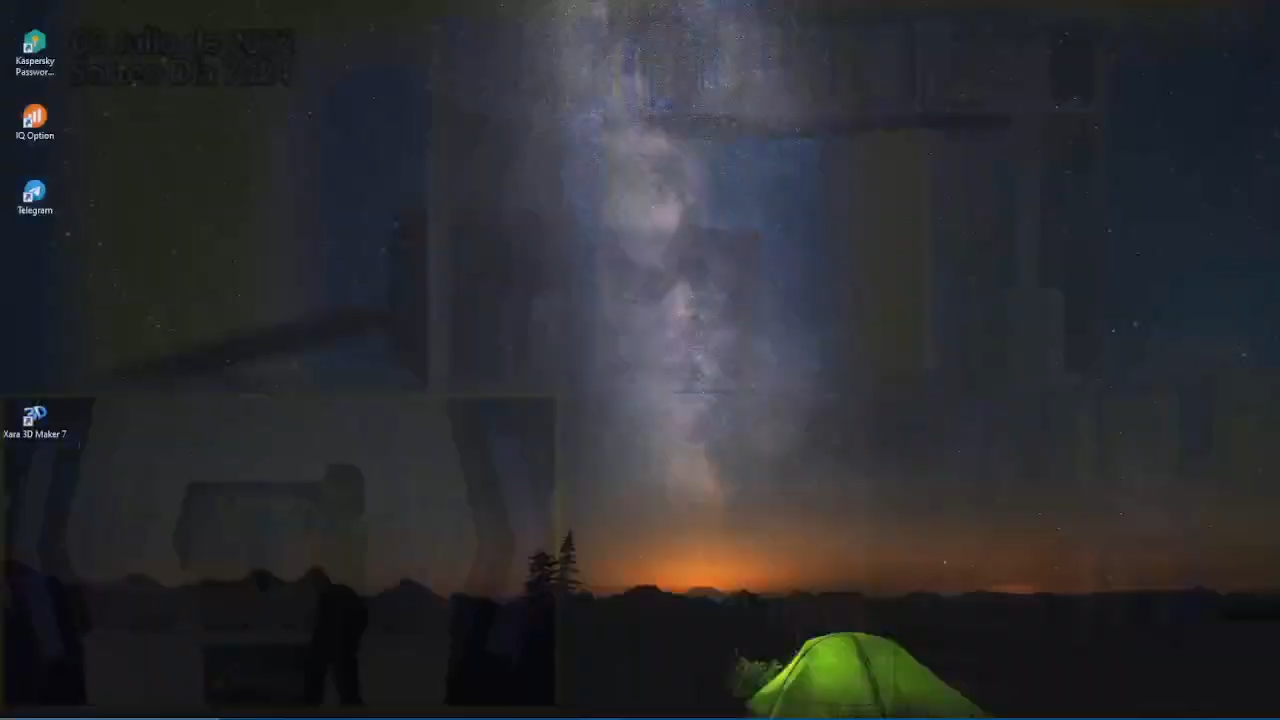 Kaspersky
Passwor...
IQ Option
Telegram
Xara 3D Maker 7